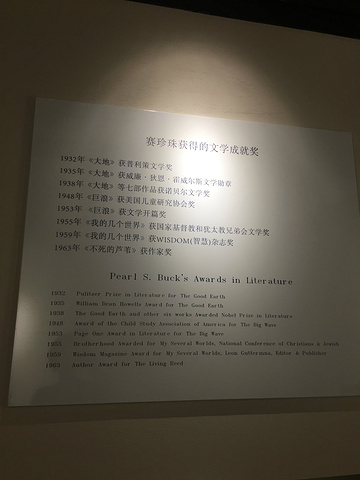 赛珍珠获得的文学成就奖
1932年《大地》获普利策文学奖
1935年《大地》获威廉·狄恩·霍威尔斯文学勋章
1938年《大地》等七部作品获诺贝尔文学奖
1948年《巨浪》获美国儿童研究协会奖
1953年《巨浪》获文学开篇奖
1955年《我的几个世界》获国家基督教和犹太教兄弟会文学奖
1959年《我的几个世界》获WISDOM(智慧)杂志奖
1963年《不死的芦苇》获作家奖
Pearl S. Buck's Awards in Literature
1932 Pulitzer Prize in Literature for The Good Earth
1935 William Dean Howells Award for The Good Earth
1938 The Good Earth and other six works Awarded Nobel Prize in Literature
1948 Award of the Child Study Association of America for The Big Wave
1953 Page One Award in Literature for The Big Wave
1955 Brotherhood Awarded for My Several Worlds, National Conference of Christians & Jewish
1959 Wisdom Magazine Award for My Several Worlds, Leon Gutterman, Editor & Publisher
1963 Author Award for The Living Reed